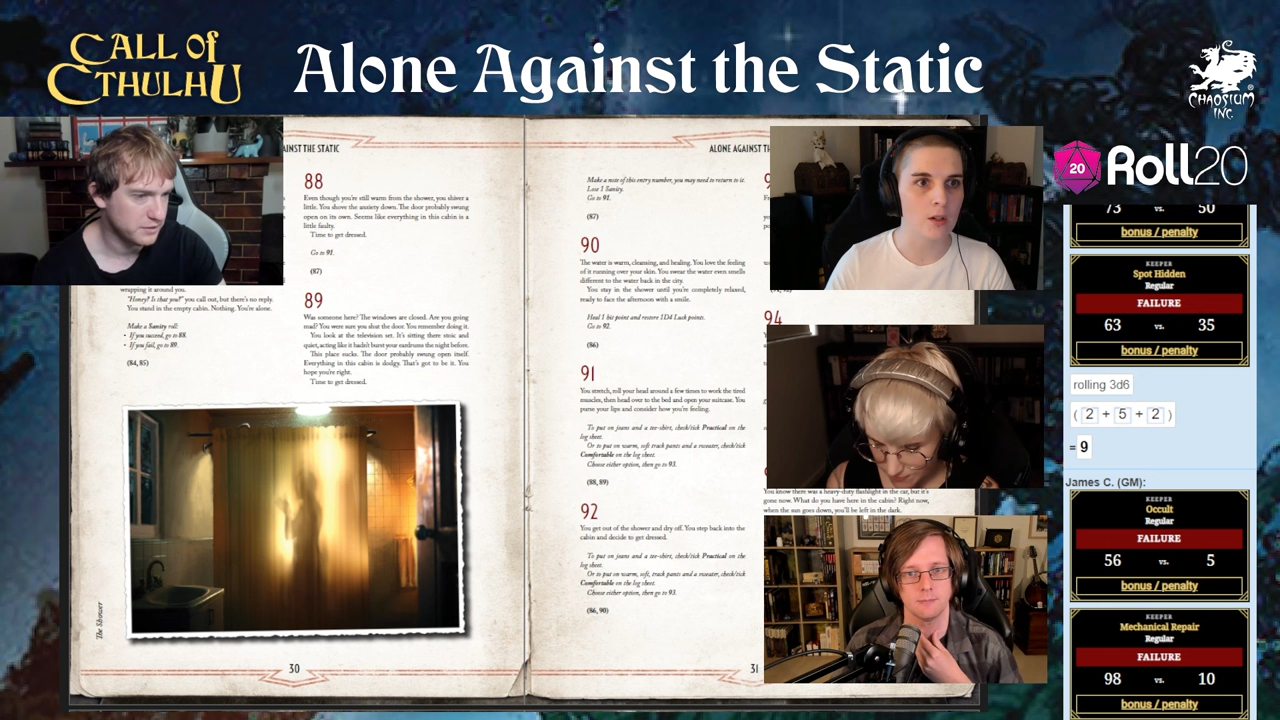 CALL of
CTHULHU
Alone Against the Static
CHAOSIUM
INC
20
Roll20
AINST THE STATIC
88
Even though you're still warm from the shower, you shiver a
little. You shove the anxiety down. The door probably swung
open on its own. Seems like everything in this cabin is a
little faulty.
Time to get dressed.
Go to 91.
(87)
89
Was someone here? The windows are closed. Are you going
mad? You were sure you shut the door. You remember doing it.
You look at the television set. It's sitting there stoic and
quiet, acting like it hadn't burst your eardrums the night before.
This place sucks. The door probably swung open itself.
Everything in this cabin is dodgy. That's got to be it. You
hope you're right.
Time to get dressed.
wrapping it around you.
"Honey? Is that you?" you call out, but there's no reply.
You stand in the empty cabin. Nothing. You're alone.
Make a Sanity roll:
• If you succeed, go to 88.
• If you fail, go to 89.
(84, 85)
The Shower
30
ALONE AGAINST TH
Make a note of this entry number, you may need to return to it.
Lose 1 Sanity.
Go to 91.
(87)
90
The water is warm, cleansing, and healing. You love the feeling
of it running over your skin. You swear the water even smells
different to the water back in the city.
You stay in the shower until you're completely relaxed,
ready to face the afternoon with a smile.
Heal 1 hit point and restore 1D4 Luck points.
Go to 92.
(86)
91
You stretch, roll your head around a few times to work the tired
muscles, then head over to the bed and open your suitcase. You
purse your lips and consider how you're feeling.
To put on jeans and a tee-shirt, check/tick Practical on the
log sheet.
Or to put on warm, soft track pants and a sweater, check/tick
Comfortable on the log sheet.
Choose either option, then go to 93.
(88, 89)
92
You get out of the shower and dry off. You step back into the
cabin and decide to get dressed.
To put on jeans and a tee-shirt, check/tick Practical on the
log sheet.
Or to put on warm, soft, track pants and a sweater, check/tick
Comfortable on the log sheet.
Choose either option, then go to 93.
(86, 90)
94
You know there was a heavy-duty flashlight in the car, but it's
gone now. What do you have here in the cabin? Right now,
when the sun goes down, you'll be left in the dark.
31
73 vs. 50
bonus / penalty
KEEPER
Spot Hidden
Regular
FAILURE
63 vs. 35
bonus / penalty
rolling 3d6
( 2 + 5 + 2 )
= 9
James C. (GM):
KEEPER
Occult
Regular
FAILURE
56 vs. 5
bonus / penalty
KEEPER
Mechanical Repair
Regular
FAILURE
98 vs. 10
bonus / penalty